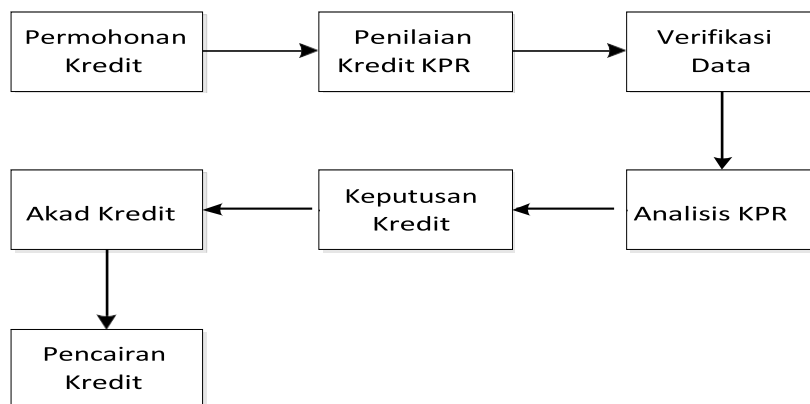 Permohonan
Kredit
Penilaian
Kredit KPR
Verifikasi
Data
Akad Kredit
Keputusan
Kredit
Analisis KPR
Pencairan
Kredit